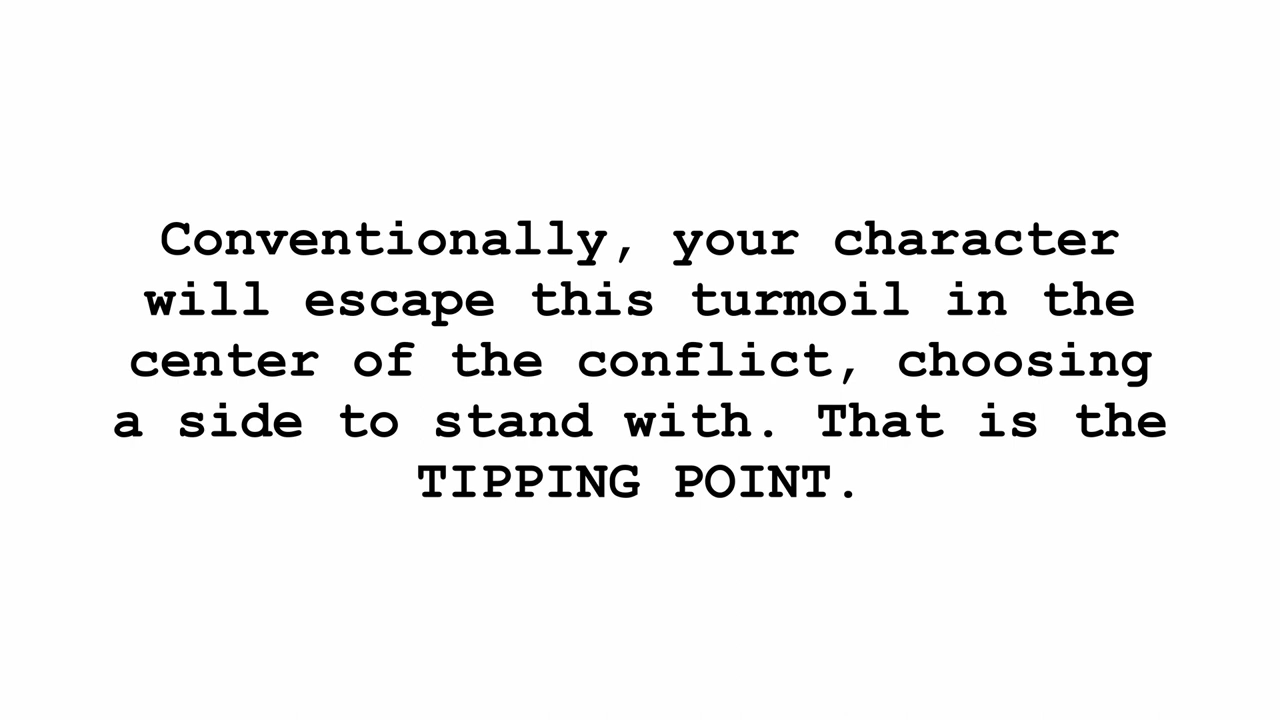 Conventionally, your character
will escape this turmoil in the
center of the conflict, choosing
a side to stand with. That is the
TIPPING POINT.